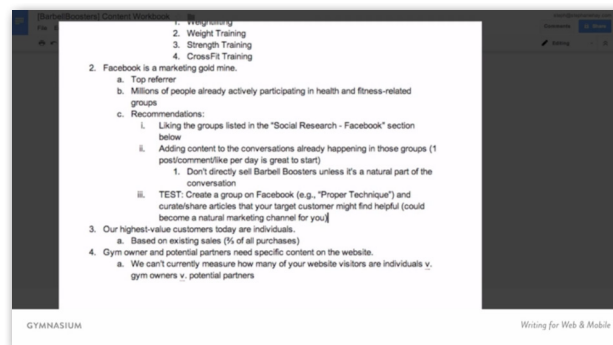 [BarbellBoosters] Content Workbook
File
Comments
Share
Editing
1. Weightlifting
2. Weight Training
3. Strength Training
4. CrossFit Training
2. Facebook is a marketing gold mine.
a. Top referrer
b. Millions of people already actively participating in health and fitness-related
groups
c. Recommendations:
i. Liking the groups listed in the "Social Research - Facebook" section
below
ii. Adding content to the conversations already happening in those groups (1
post/comment/like per day is great to start)
1. Don't directly sell Barbell Boosters unless it's a natural part of the
conversation
iii. TEST: Create a group on Facebook (e.g., "Proper Technique") and
curate/share articles that your target customer might find helpful (could
become a natural marketing channel for you)
3. Our highest-value customers today are individuals.
a. Based on existing sales (⅔ of all purchases)
4. Gym owner and potential partners need specific content on the website.
a. We can't currently measure how many of your website visitors are individuals v.
gym owners v. potential partners
GYMNASIUM
Writing for Web & Mobile